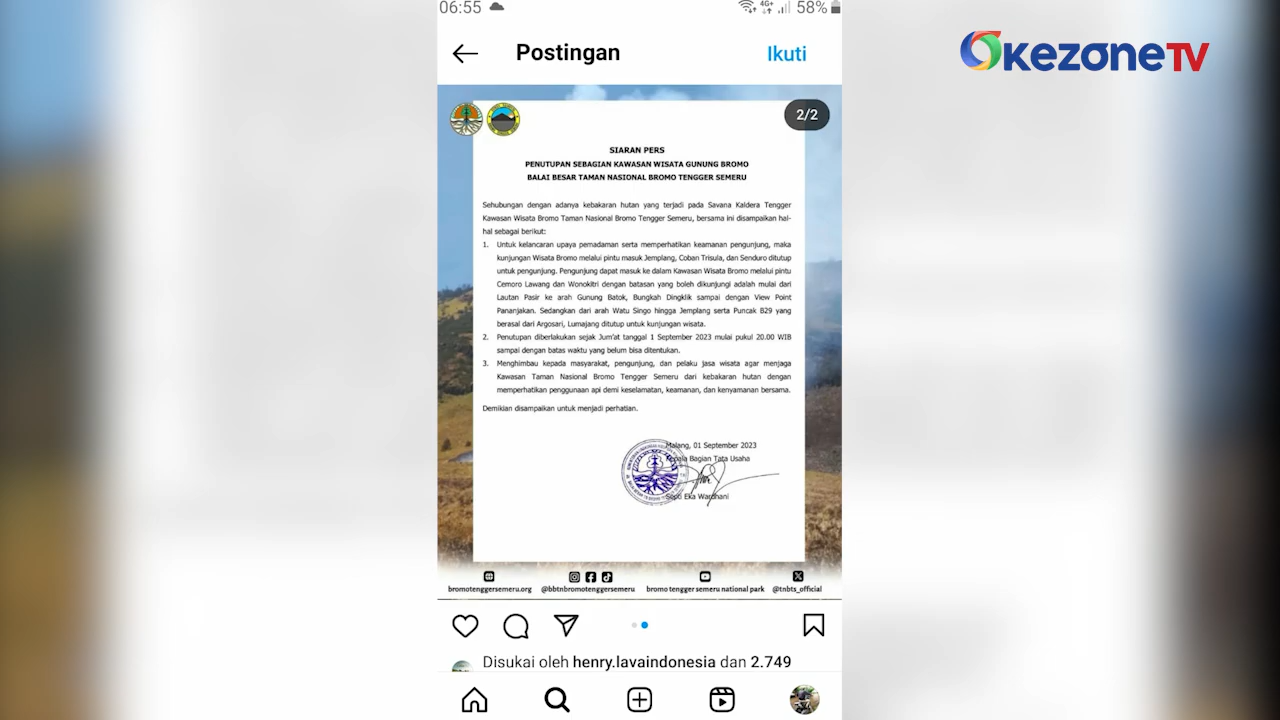 06:55
4G+
58%
OkezoneTV
Postingan
Ikuti
2/2
SIARAN PERS
PENUTUPAN SEBAGIAN KAWASAN WISATA GUNUNG BROMO
BALAI BESAR TAMAN NASIONAL BROMO TENGGER SEMERU
Sehubungan dengan adanya kebakaran hutan yang terjadi pada Savana Kaldera Tengger
Kawasan Wisata Bromo Taman Nasional Bromo Tengger Semeru, bersama ini disampaikan hal-
hal sebagai berikut:
1. Untuk kelancaran upaya pemadaman serta memperhatikan keamanan pengunjung, maka
kunjungan Wisata Bromo melalui pintu masuk Jemplang, Coban Trisula, dan Senduro ditutup
untuk pengunjung. Pengunjung dapat masuk ke dalam Kawasan Wisata Bromo melalui pintu
Cemoro Lawang dan Wonokitri dengan batasan yang boleh dikunjungi adalah mulai dari
Lautan Pasir ke arah Gunung Batok, Bungkah Dingklik sampai dengan View Point
Pananjakan. Sedangkan dari arah Watu Singo hingga Jemplang serta Puncak B29 yang
berasal dari Argosari, Lumajang ditutup untuk kunjungan wisata.
2. Penutupan diberlakukan sejak Jum'at tanggal 1 September 2023 mulai pukul 20.00 WIB
sampai dengan batas waktu yang belum bisa ditentukan.
3. Menghimbau kepada masyarakat, pengunjung, dan pelaku jasa wisata agar menjaga
Kawasan Taman Nasional Bromo Tengger Semeru dari kebakaran hutan dengan
memperhatikan penggunaan api demi keselamatan, keamanan, dan kenyamanan bersama.
Demikian disampaikan untuk menjadi perhatian.
Malang, 01 September 2023
Kepala Bagian Tata Usaha
Septi Eka Wardhani
bromotenggersemeru.org
@bbtnbromotenggersemeru
bromo tengger semeru national park
@tnbts_official
Disukai oleh henry.lavaindonesia dan 2.749